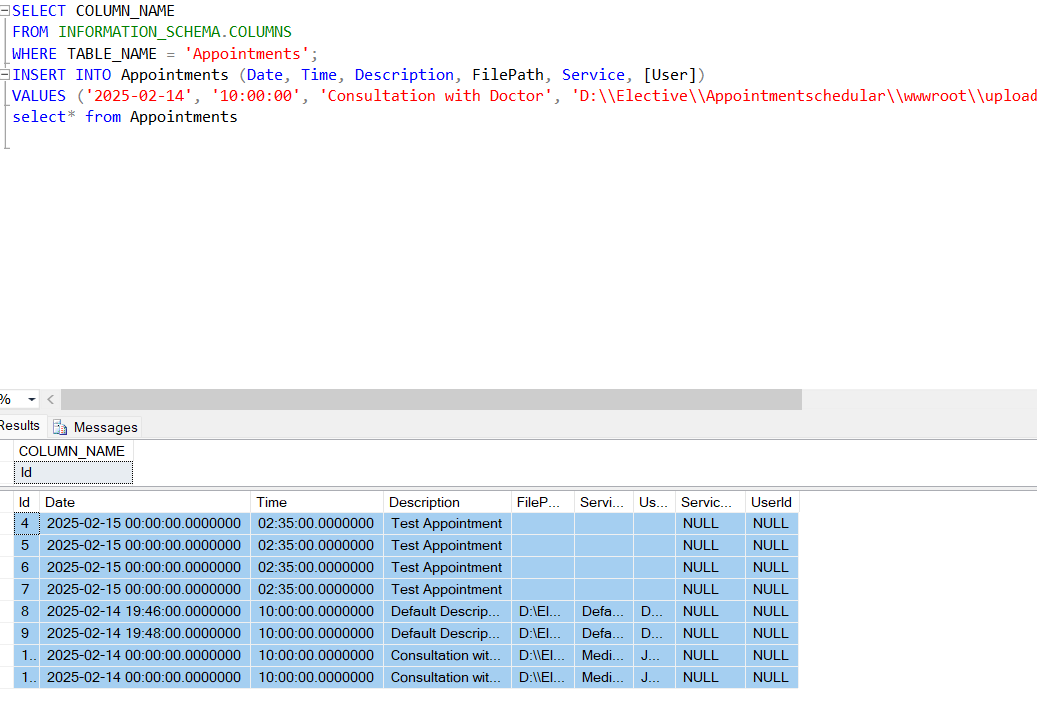 SELECT COLUMN_NAME
FROM INFORMATION_SCHEMA.COLUMNS
WHERE TABLE_NAME = 'Appointments';
INSERT INTO Appointments (Date, Time, Description, FilePath, Service, [User])
VALUES ('2025-02-14', '10:00:00', 'Consultation with Doctor', 'D:\\Elective\\Appointmentschedular\\wwwroot\\upload
select* from Appointments
%
Results Messages
COLUMN_NAME
Id
Id Date Time Description FileP... Servi... Us... Servic... UserId
4 2025-02-15 00:00:00.0000000 02:35:00.0000000 Test Appointment NULL NULL
5 2025-02-15 00:00:00.0000000 02:35:00.0000000 Test Appointment NULL NULL
6 2025-02-15 00:00:00.0000000 02:35:00.0000000 Test Appointment NULL NULL
7 2025-02-15 00:00:00.0000000 02:35:00.0000000 Test Appointment NULL NULL
8 2025-02-14 19:46:00.0000000 10:00:00.0000000 Default Descrip... D:\El... Defa... D... NULL NULL
9 2025-02-14 19:48:00.0000000 10:00:00.0000000 Default Descrip... D:\El... Defa... D... NULL NULL
1.. 2025-02-14 00:00:00.0000000 10:00:00.0000000 Consultation wit... D:\\El... Medi... J... NULL NULL
1.. 2025-02-14 00:00:00.0000000 10:00:00.0000000 Consultation wit... D:\\El... Medi... J... NULL NULL